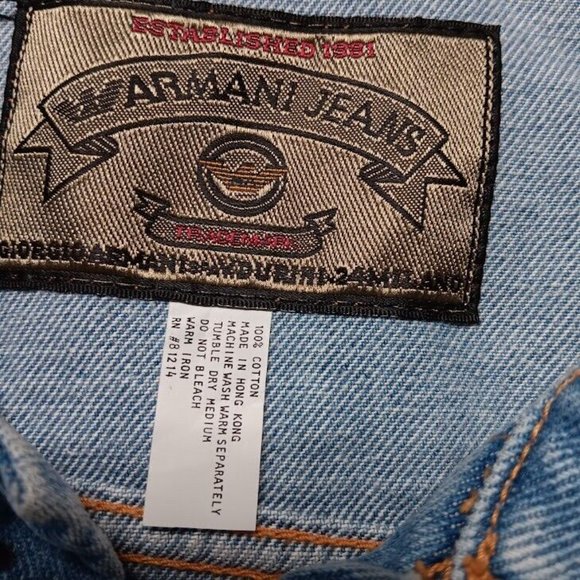 ESTABLISHED 1981
ARMANI JEANS
GIORGIO ARMANI
MILANO
100% COTTON
MADE IN HONG KONG
MACHINE WASH WARM SEPARATELY
TUMBLE DRY MEDIUM
DO NOT BLEACH
WARM IRON
RN #81214